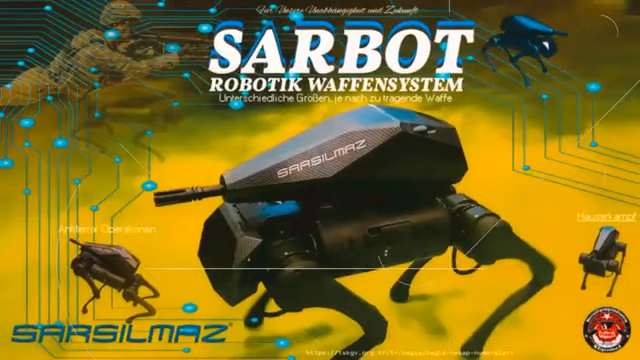 Für Unsere Unabhängigkeit und Zukunft
SARBOT
ROBOTIK WAFFENSYSTEM
Unterschiedliche Größen, je nach zu tragende Waffe
SARSILMAZ
Antiterror Operationen
Häuserkampf
SARSILMAZ